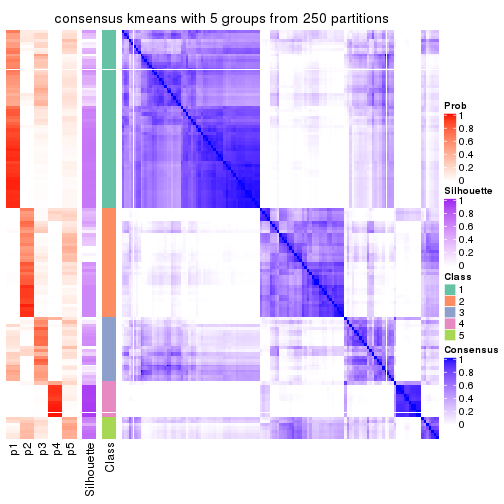 consensus kmeans with 5 groups from 250 partitions
Prob
1
0.8
0.6
0.4
0.2
0
Silhouette
1
0.8
0.6
0.4
0.2
0
Class
1
2
3
4
5
Consensus
1
0.8
0.6
0.4
0.2
0
p1
p2
p3
p4
p5
Silhouette
Class